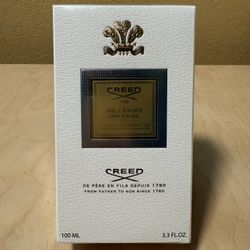 CREED
MILLÉSIME
IMPERIAL
CREED
DE PÈRE EN FILS DEPUIS 1760
FROM FATHER TO SON SINCE 1760
100 ML
3.3 FL.OZ.